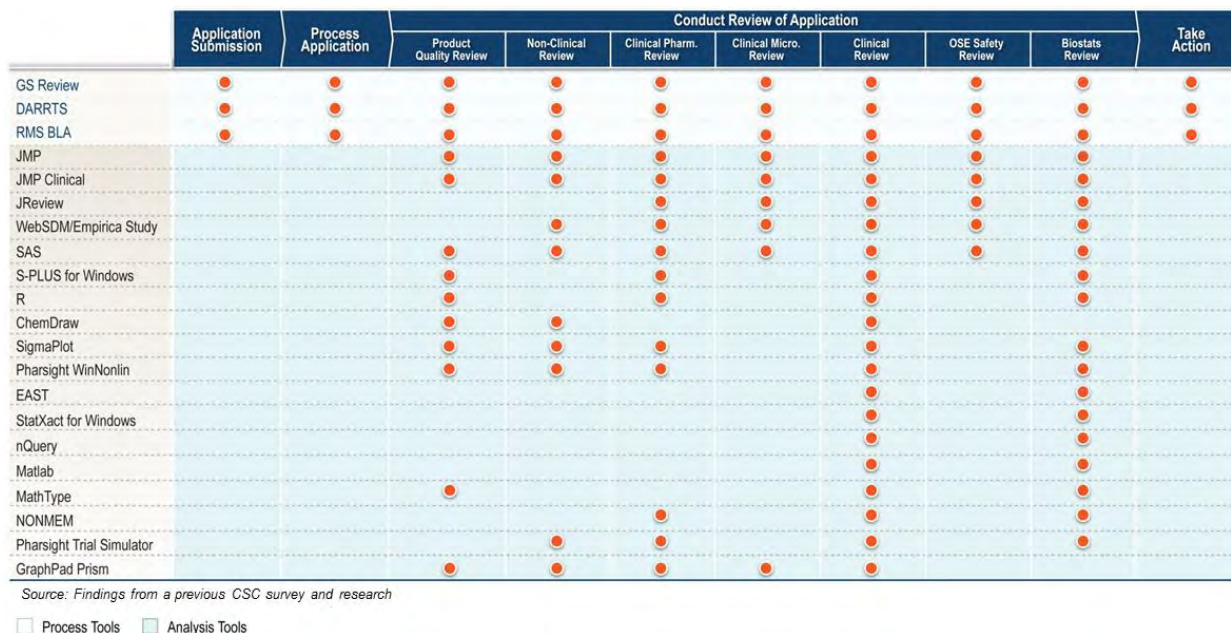 Conduct Review of Application
Application
Submission
Process
Application
Product
Quality Review
Non-Clinical
Review
Clinical Pharm.
Review
Clinical Micro.
Review
Clinical
Review
OSE Safety
Review
Biostats
Review
Take
Action
GS Review
DARRTS
RMS BLA
JMP
JMP Clinical
JReview
WebSDM/Empirica Study
SAS
S-PLUS for Windows
R
ChemDraw
SigmaPlot
Pharsight WinNonlin
EAST
StatXact for Windows
nQuery
Matlab
MathType
NONMEM
Pharsight Trial Simulator
GraphPad Prism
Source: Findings from a previous CSC survey and research
Process Tools
Analysis Tools